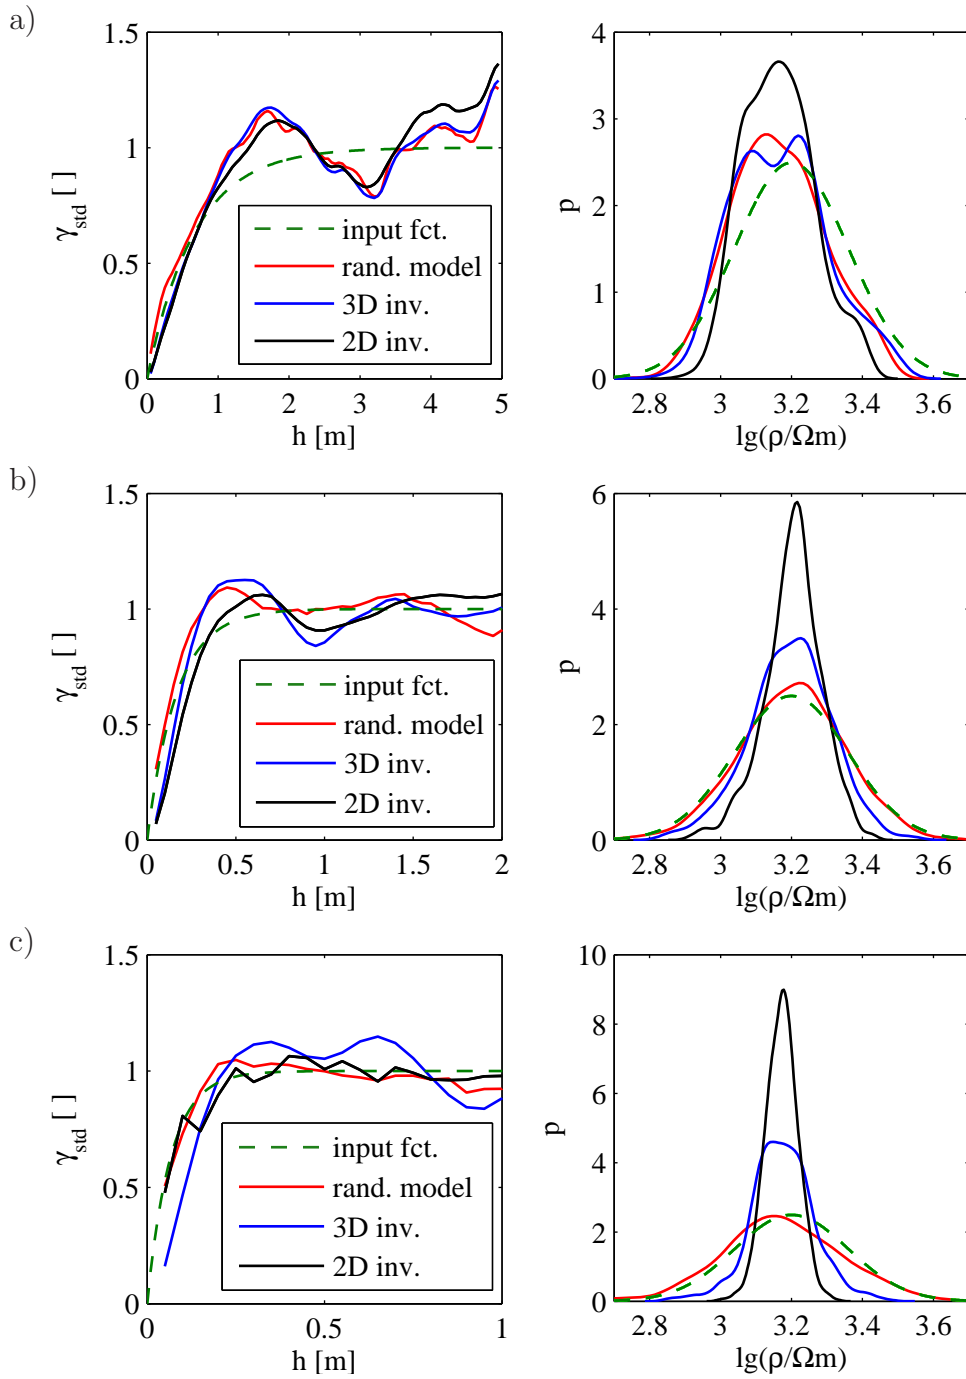 a)
1.5
1
0.5
0
γstd [ ]
input fct.
rand. model
3D inv.
2D inv.
0 1 2 3 4 5
h [m]
4
3
2
1
0
p
2.8 3 3.2 3.4 3.6
lg(ρ/Ωm)
b)
1.5
1
0.5
0
γstd [ ]
input fct.
rand. model
3D inv.
2D inv.
0 0.5 1 1.5 2
h [m]
6
4
2
0
p
2.8 3 3.2 3.4 3.6
lg(ρ/Ωm)
c)
1.5
1
0.5
0
γstd [ ]
input fct.
rand. model
3D inv.
2D inv.
0 0.5 1
h [m]
10
8
6
4
2
0
p
2.8 3 3.2 3.4 3.6
lg(ρ/Ωm)